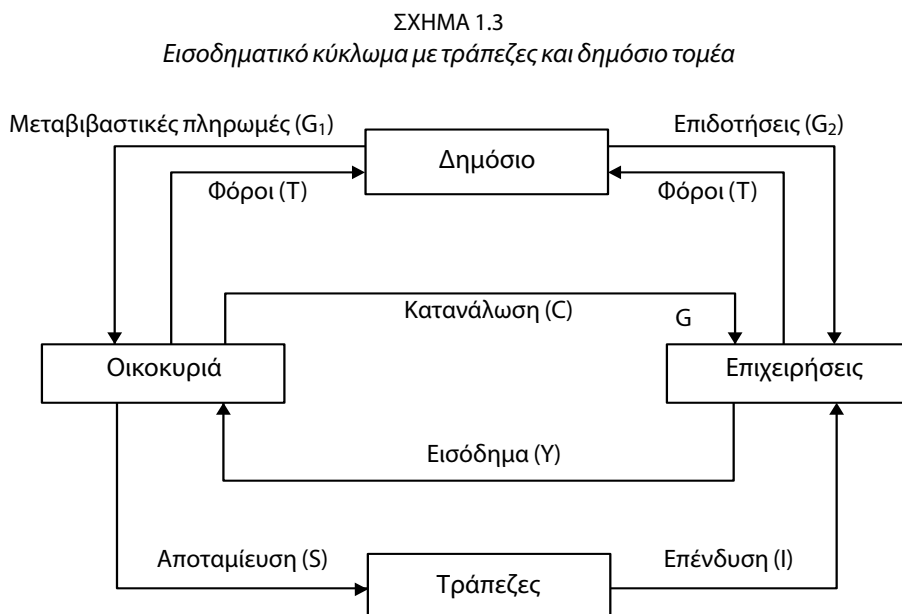 ΣΧΗΜΑ 1.3
Εισοδηματικό κύκλωμα με τράπεζες και δημόσιο τομέα
Μεταβιβαστικές πληρωμές (G₁)
Επιδοτήσεις (G₂)
Δημόσιο
Φόροι (T)
Φόροι (T)
Κατανάλωση (C)
G
Οικοκυριά
Επιχειρήσεις
Εισόδημα (Y)
Αποταμίευση (S)
Επένδυση (I)
Τράπεζες